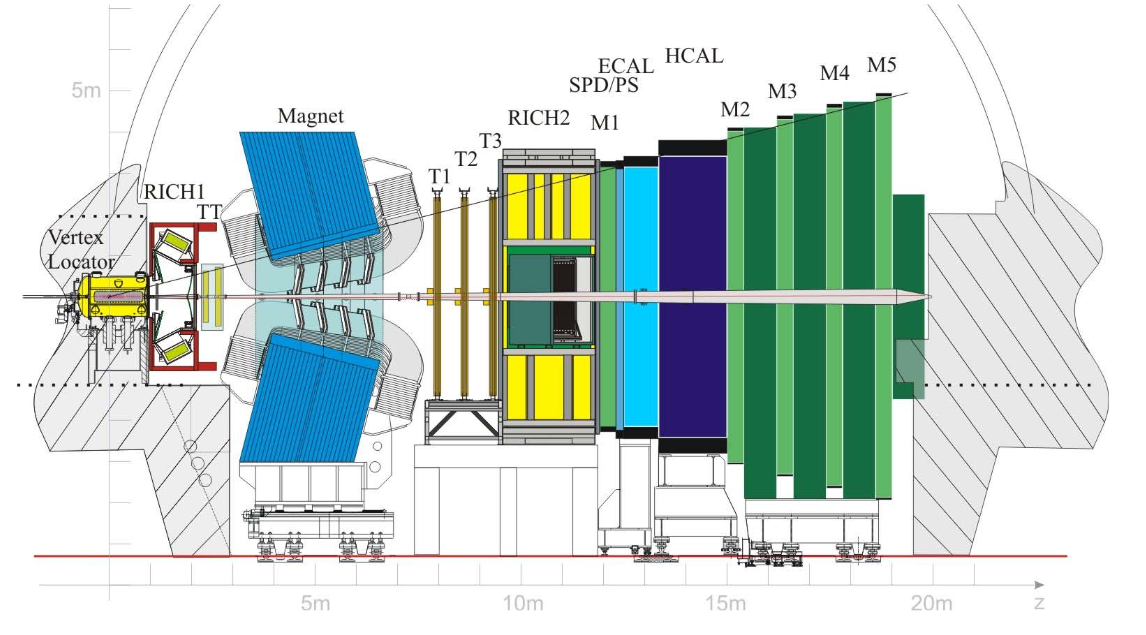 HCAL
ECAL
M5
M4
SPD/PS
M3
5m
M2
Magnet
RICH2
M1
T3
T2
T1
RICH1
TT
Vertex
Locator
5m
10m
15m
20m
z